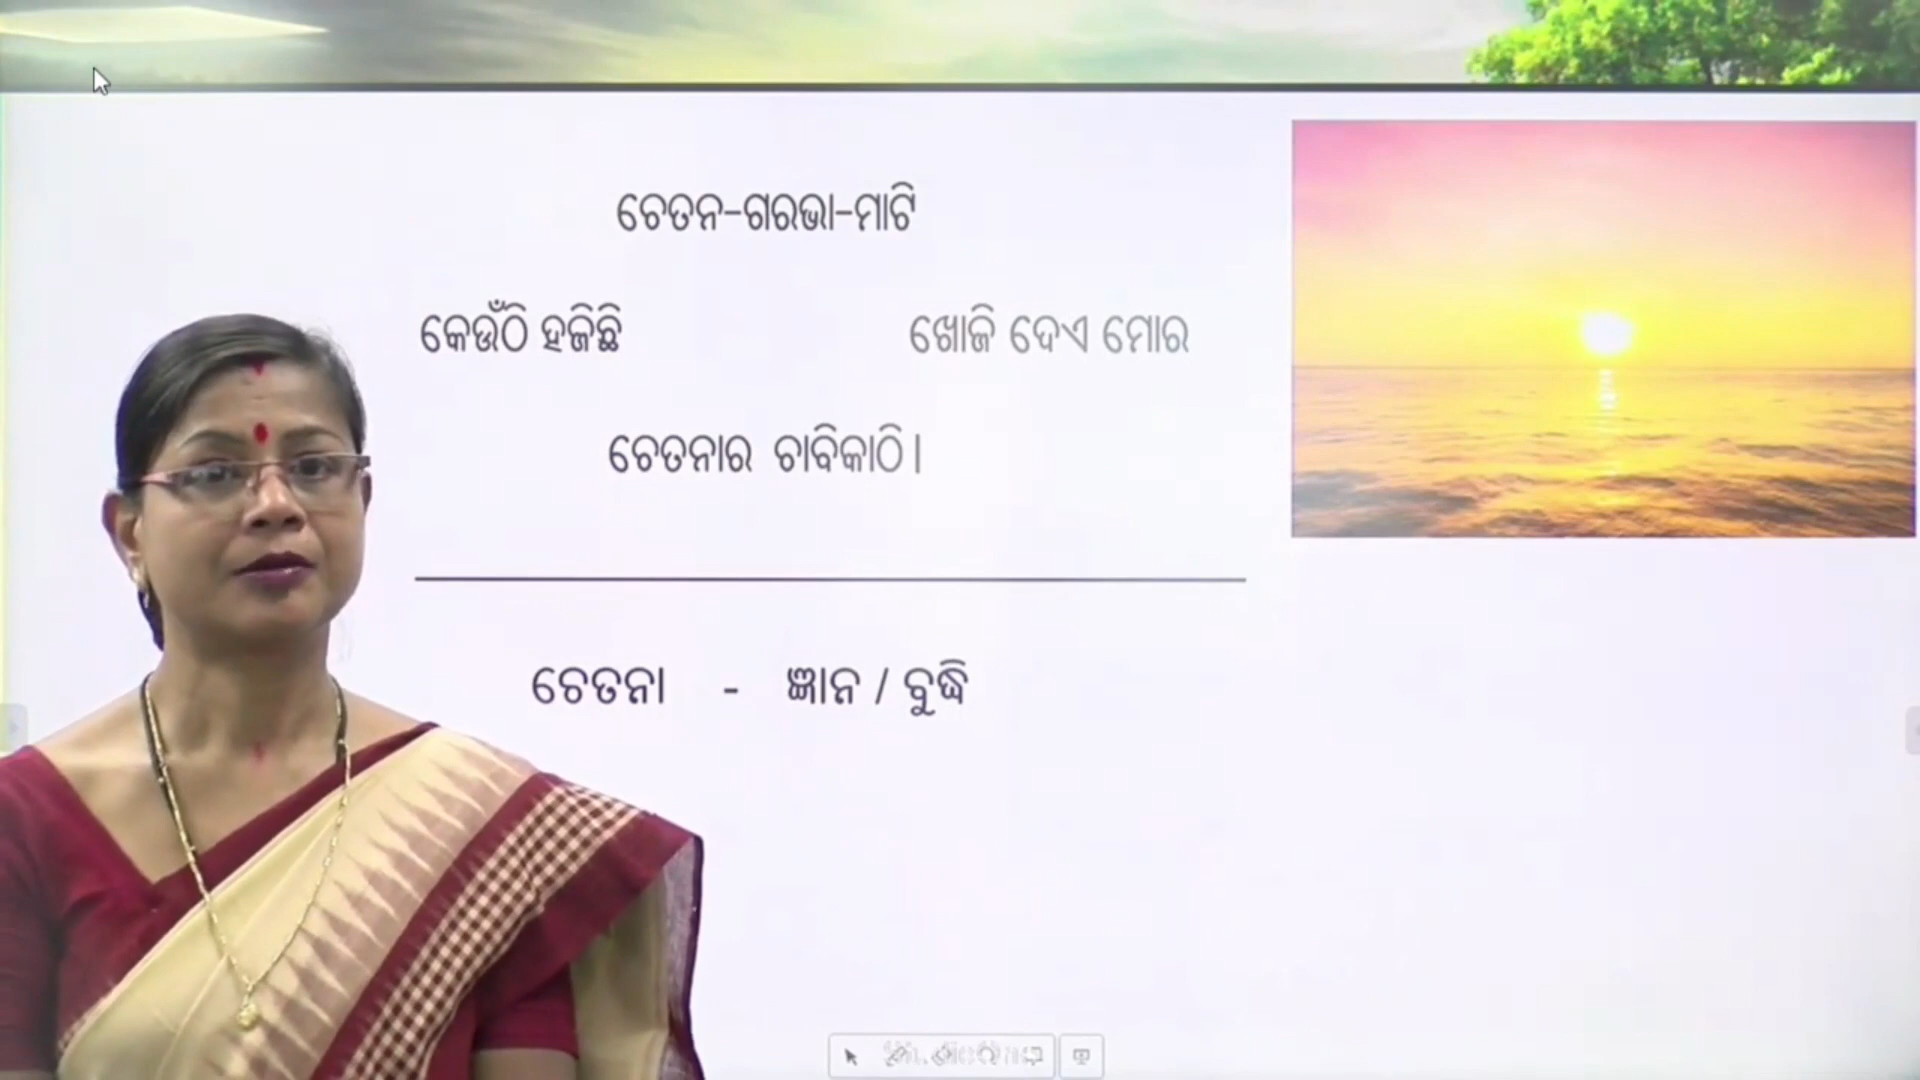 ଚେତନ-ଗରଭା-ମାଟି
କେଉଁଠି ହଜିଛି ଖୋଜି ଦେଏ ମୋର
ଚେତନାର ଚାବିକାଠି।
ଚେତନା - ଜ୍ଞାନ / ବୁଦ୍ଧି